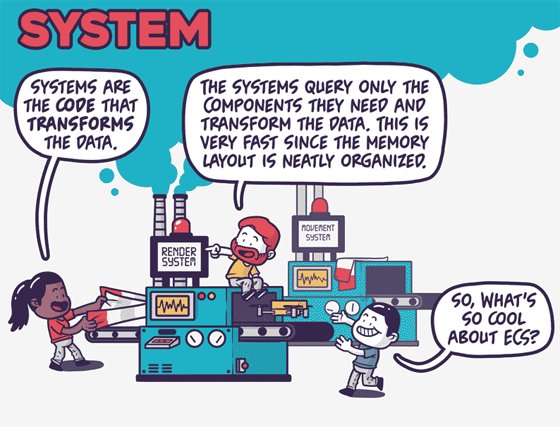 SYSTEM
SYSTEMS ARE
THE CODE THAT
TRANSFORMS
THE DATA.
THE SYSTEMS QUERY ONLY THE
COMPONENTS THEY NEED AND
TRANSFORM THE DATA. THIS IS
VERY FAST SINCE THE MEMORY
LAYOUT IS NEATLY ORGANIZED.
RENDER
SYSTEM
MOVEMENT
SYSTEM
SO, WHAT'S
SO COOL
ABOUT ECS?